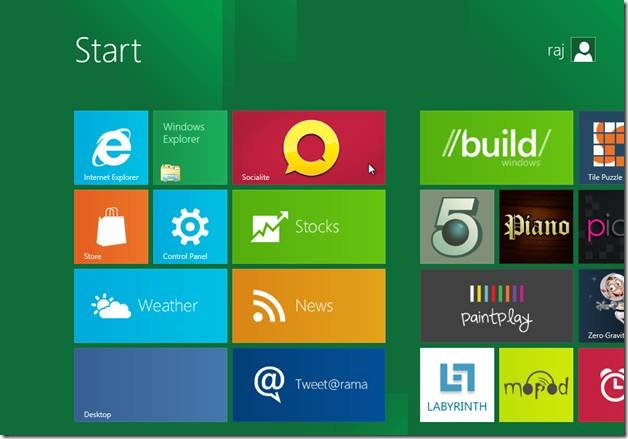 Start
raj
Internet Explorer
Windows
Explorer
Socialite
Store
Control Panel
Stocks
Weather
News
Desktop
Tweet@rama
//build/
windows
Tile Puzzle
5
Piano
pic
paintplay
Zero Gravit
LABYRINTH
mopod